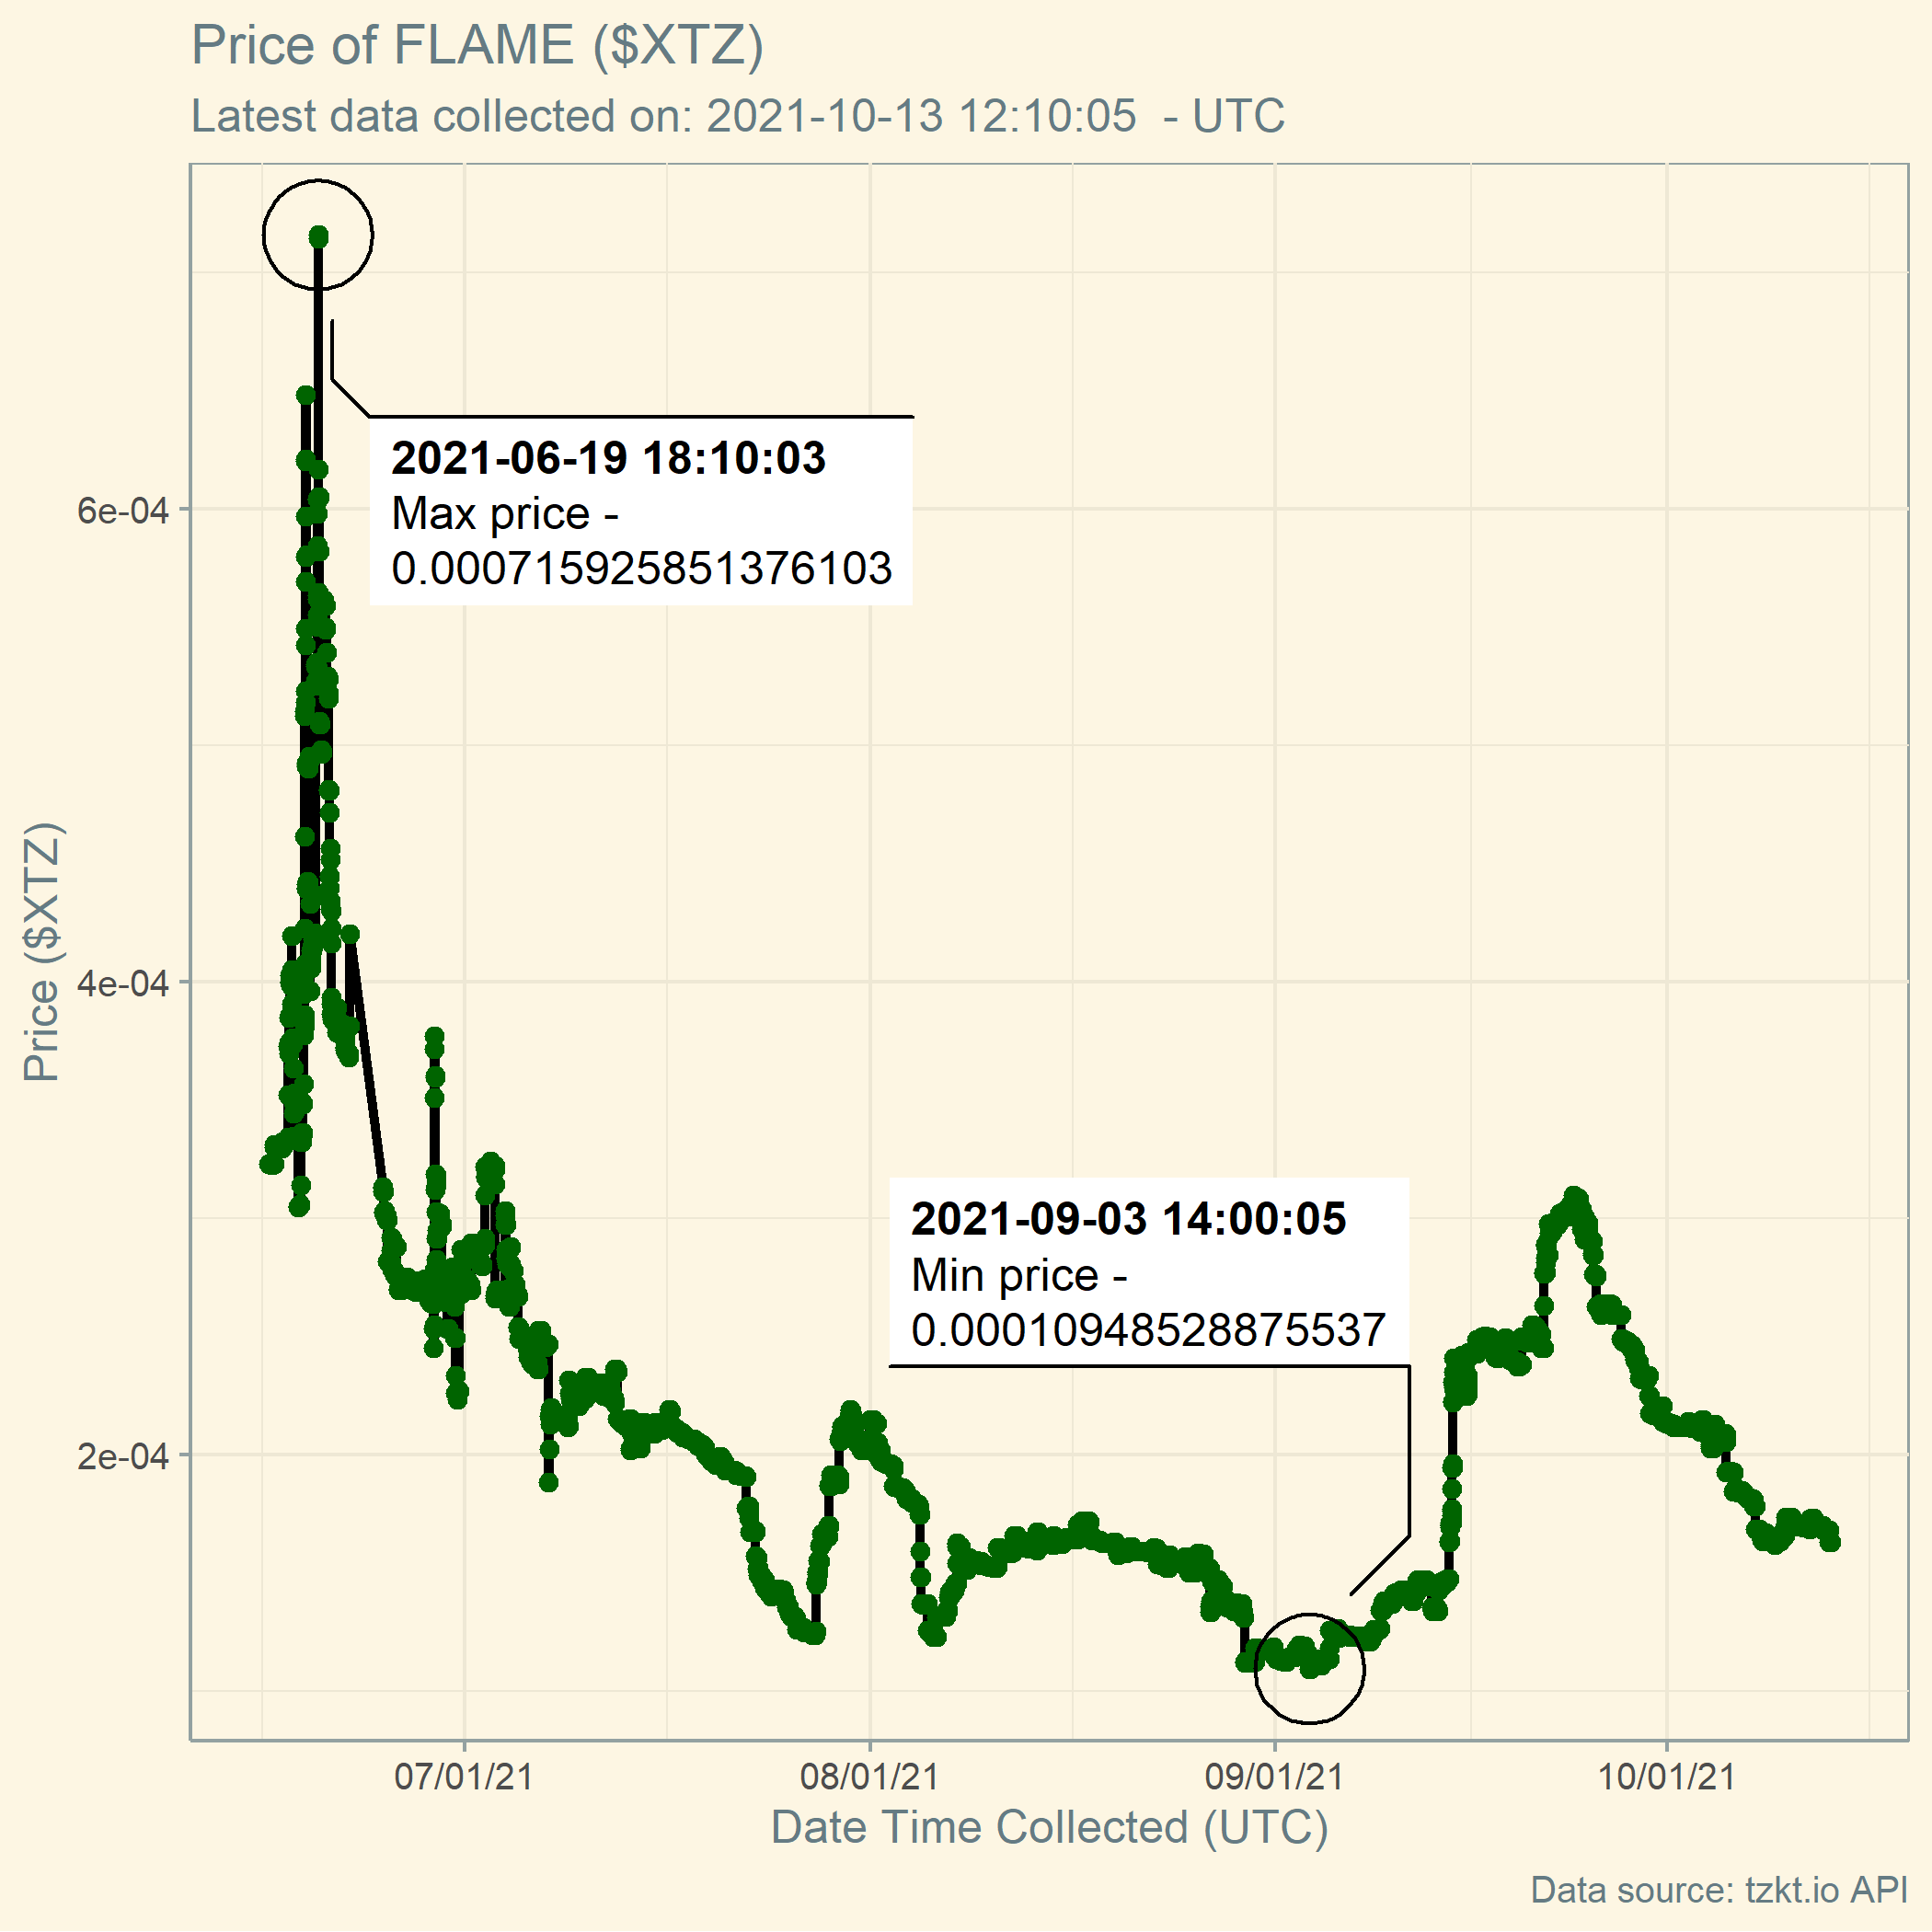 Price of FLAME ($XTZ)
Latest data collected on: 2021-10-13 12:10:05  - UTC
2021-06-19 18:10:03
Max price -
0.000715925851376103
6e-04
4e-04
2e-04
Price ($XTZ)
2021-09-03 14:00:05
Min price -
0.00010948528875537
07/01/21
08/01/21
09/01/21
10/01/21
Date Time Collected (UTC)
Data source: tzkt.io API